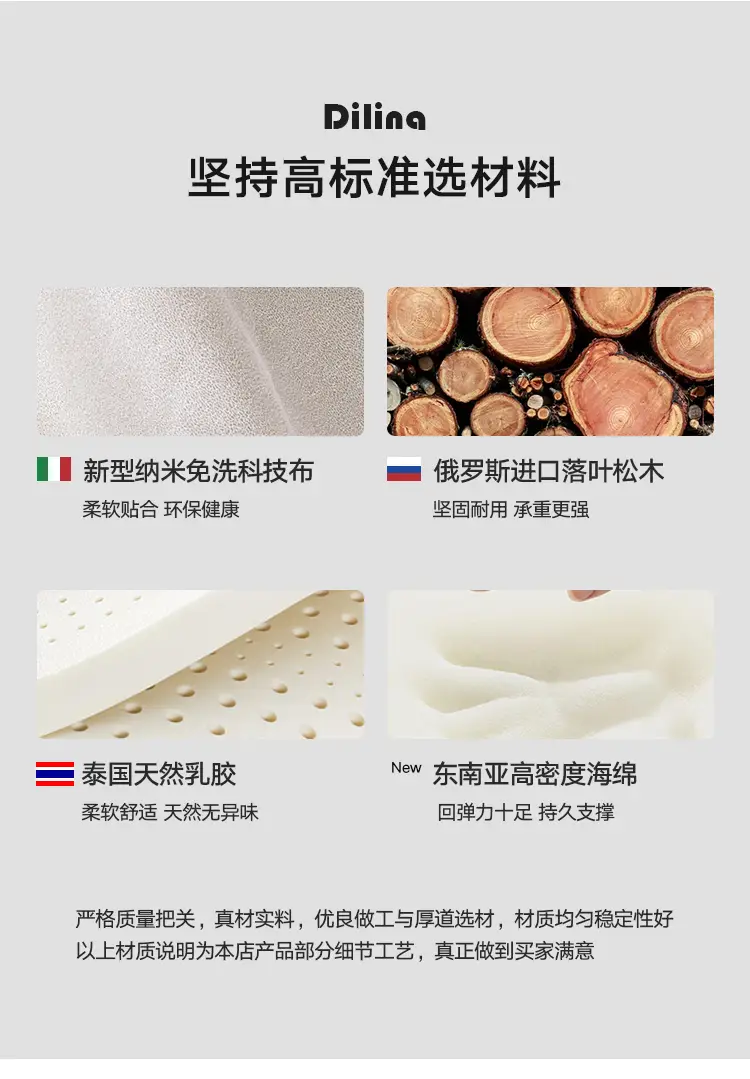 Dilina
坚持高标准选材料
新型纳米免洗科技布
柔软贴合 环保健康
俄罗斯进口落叶松木
坚固耐用 承重更强
泰国天然乳胶
柔软舒适 天然无异味
New 东南亚高密度海绵
回弹力十足 持久支撑
严格质量把关，真材实料，优良做工与厚道选材，材质均匀稳定性好
以上材质说明为本店产品部分细节工艺，真正做到买家满意